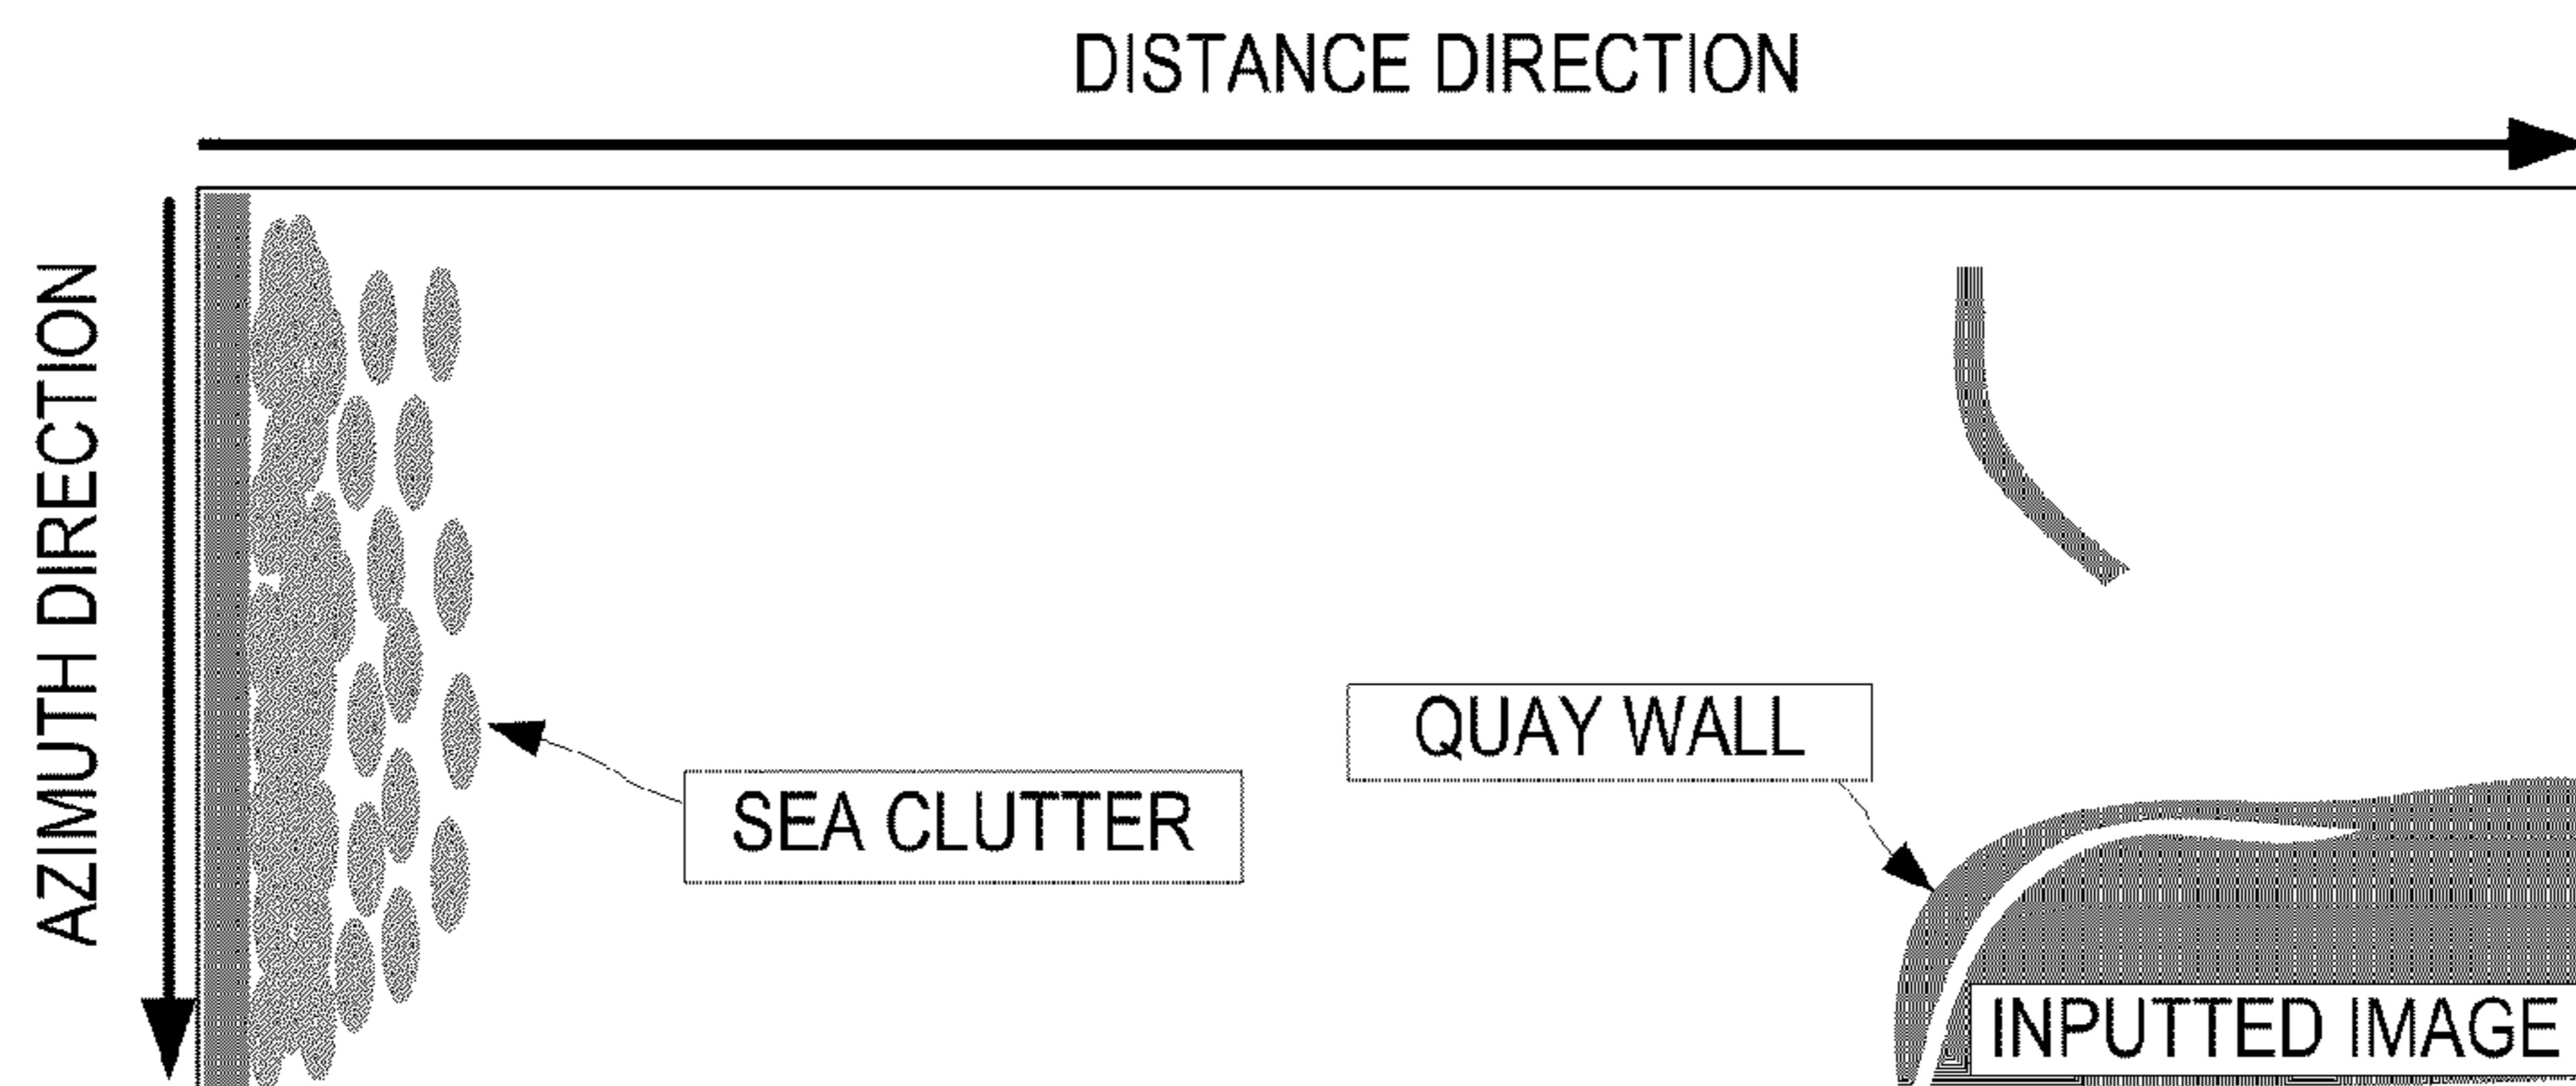 DISTANCE DIRECTION
AZIMUTH DIRECTION
QUAY WALL
SEA CLUTTER
INPUTTED IMAGE